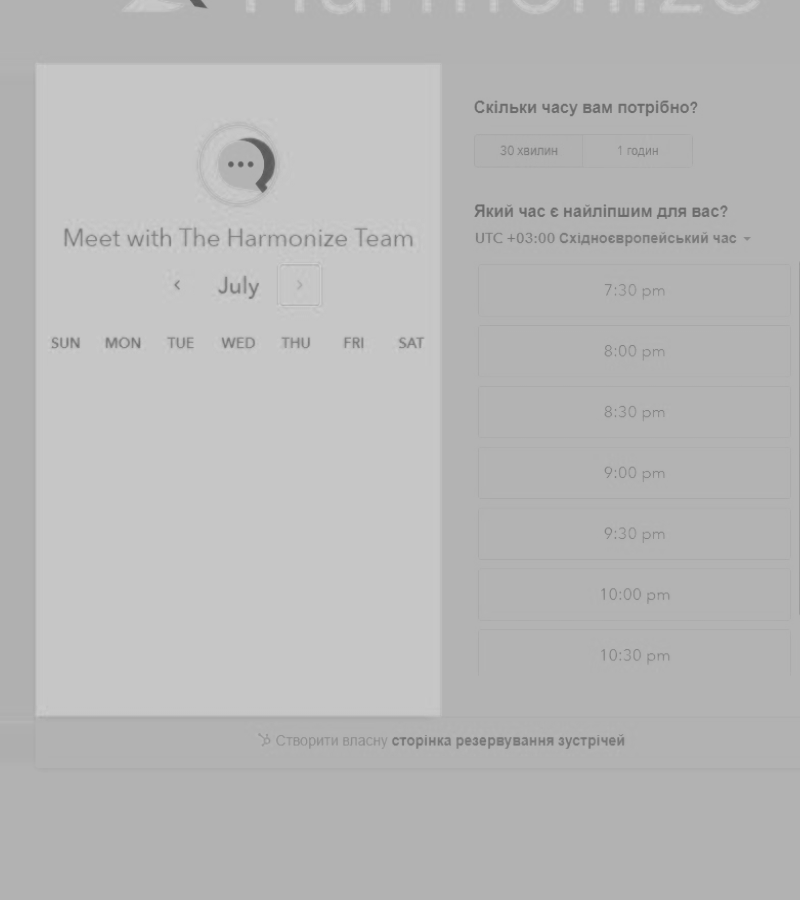 Harmonize
Meet with The Harmonize Team
July
SUN MON TUE WED THU FRI SAT
Скільки часу вам потрібно?
30 хвилин 1 годин
Який час є найліпшим для вас?
UTC +03:00 Східноєвропейський час
7:30 pm
8:00 pm
8:30 pm
9:00 pm
9:30 pm
10:00 pm
10:30 pm
Створити власну сторінка резервування зустрічей